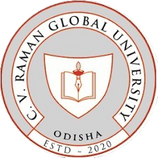 C. V. RAMAN GLOBAL UNIVERSITY
ODISHA
ESTD - 2020